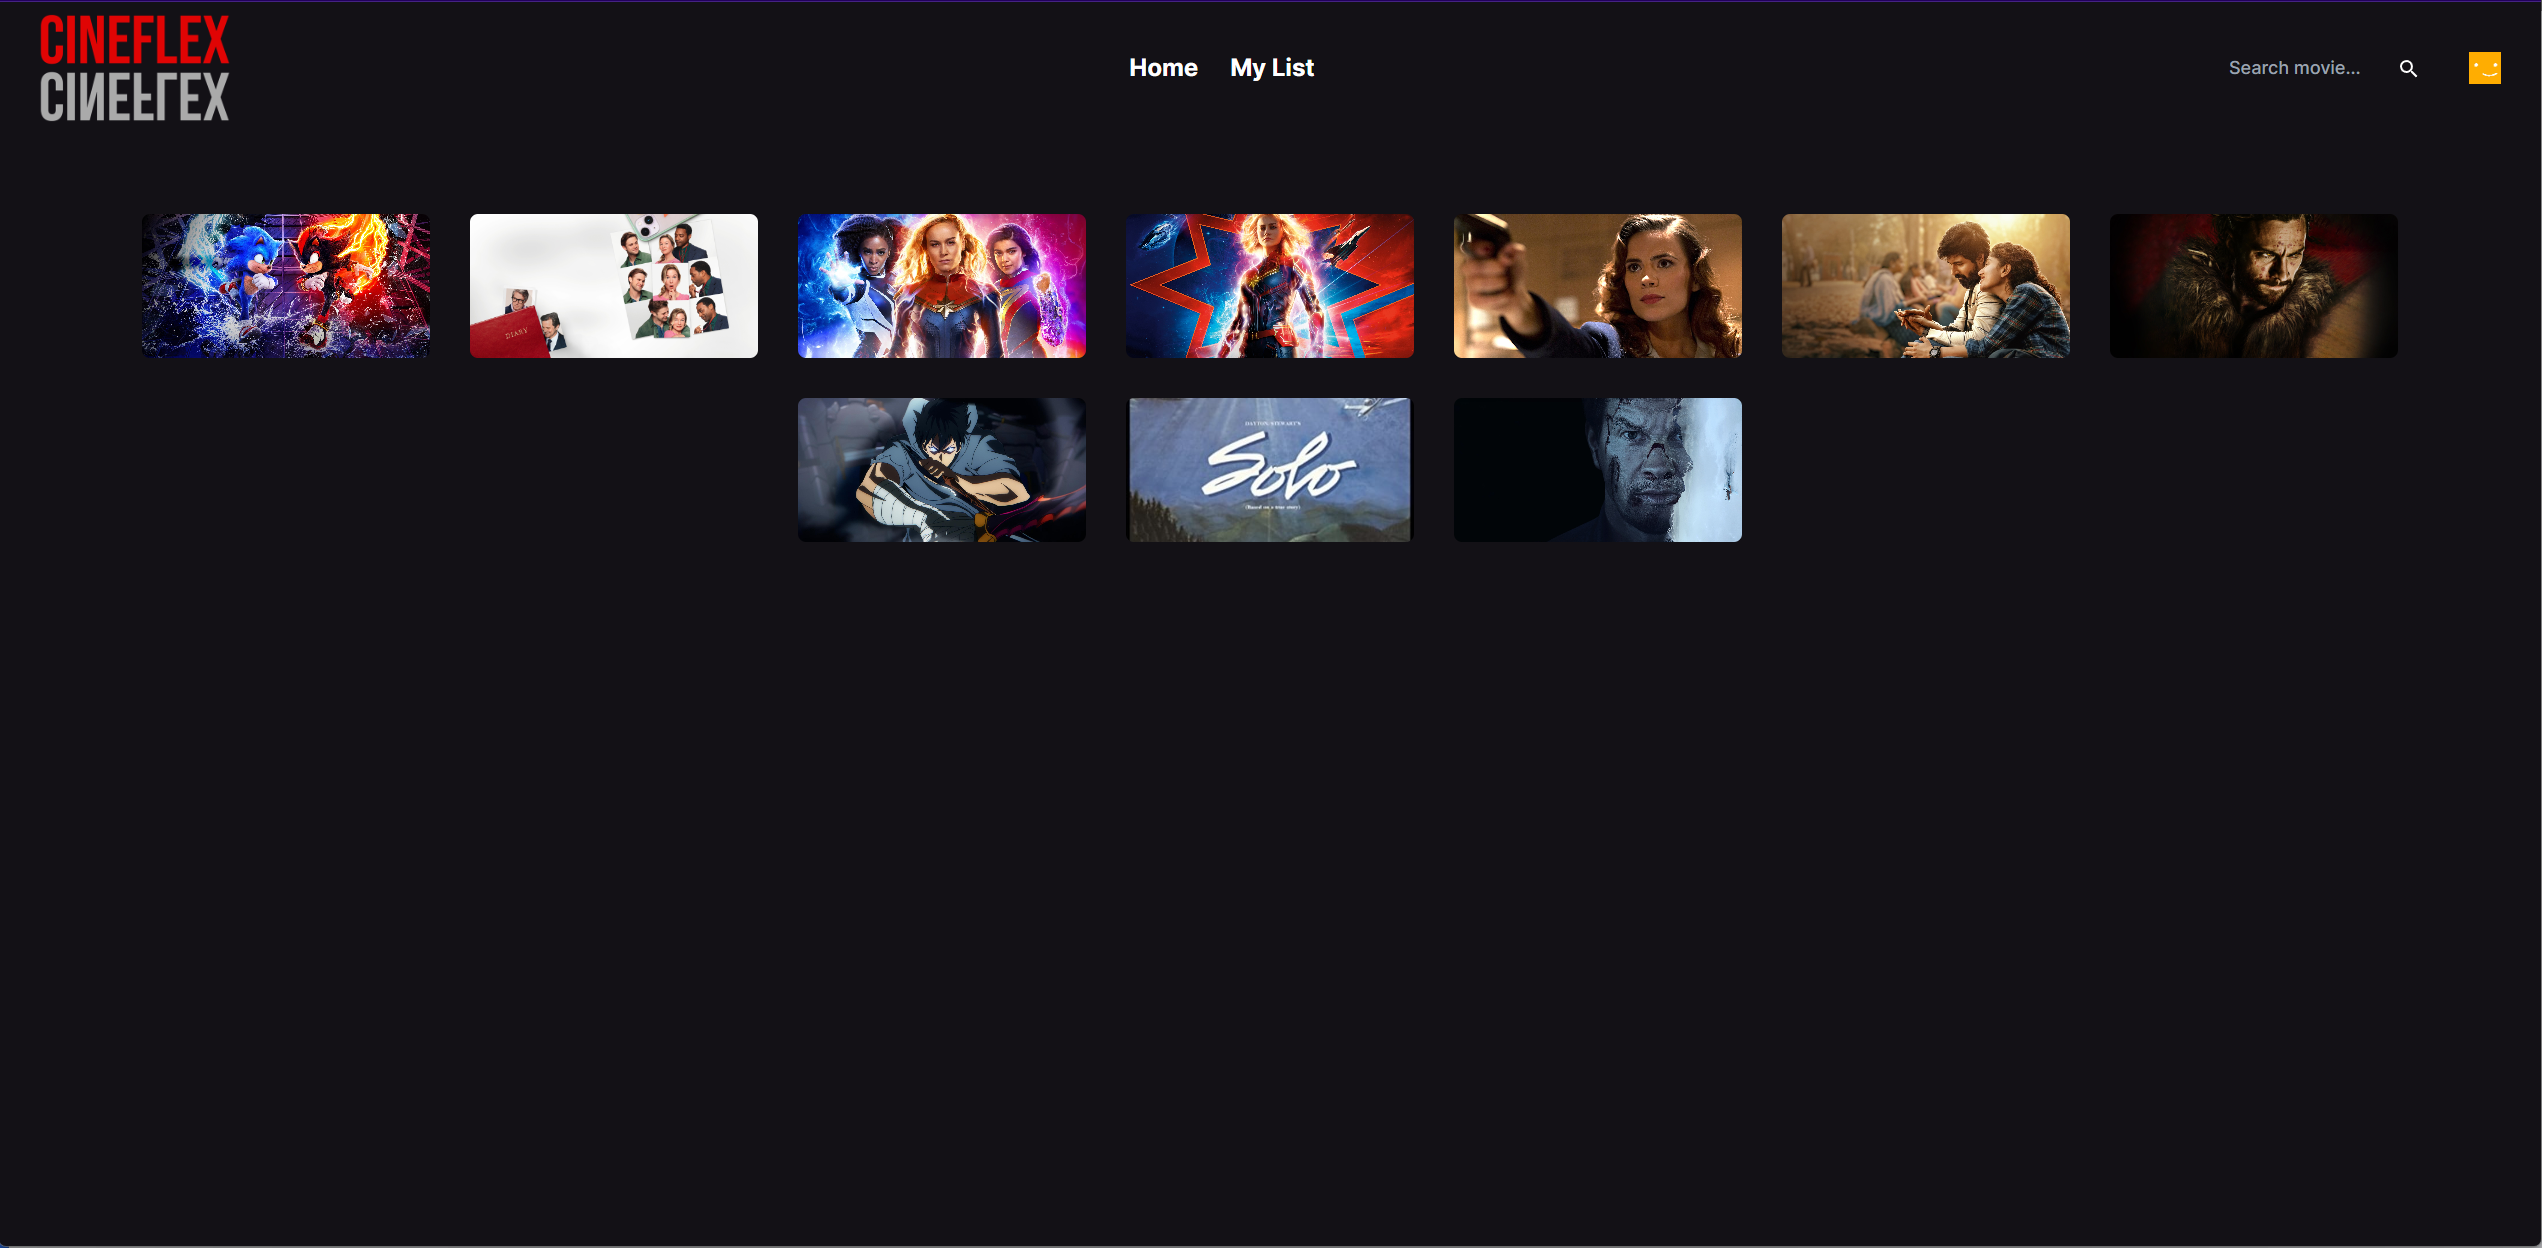 CINEFLEX
CINEFLEX
Home My List
Search movie...
DIARY
DAYTON STEWART'S
Solo
(Based on a true story)